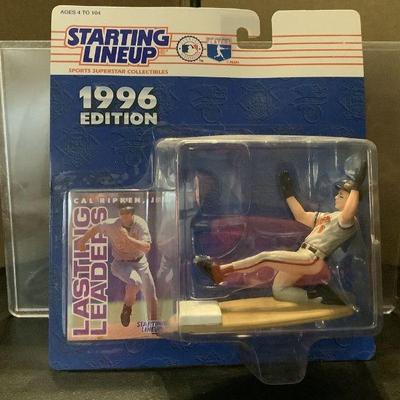 AGES 4 TO 104
STARTING
LINEUP
SPORTS SUPERSTAR COLLECTIBLES
1996
EDITION
CAL RIPKEN, JR.
LASTING
LEADERS
STARTING
LINEUP